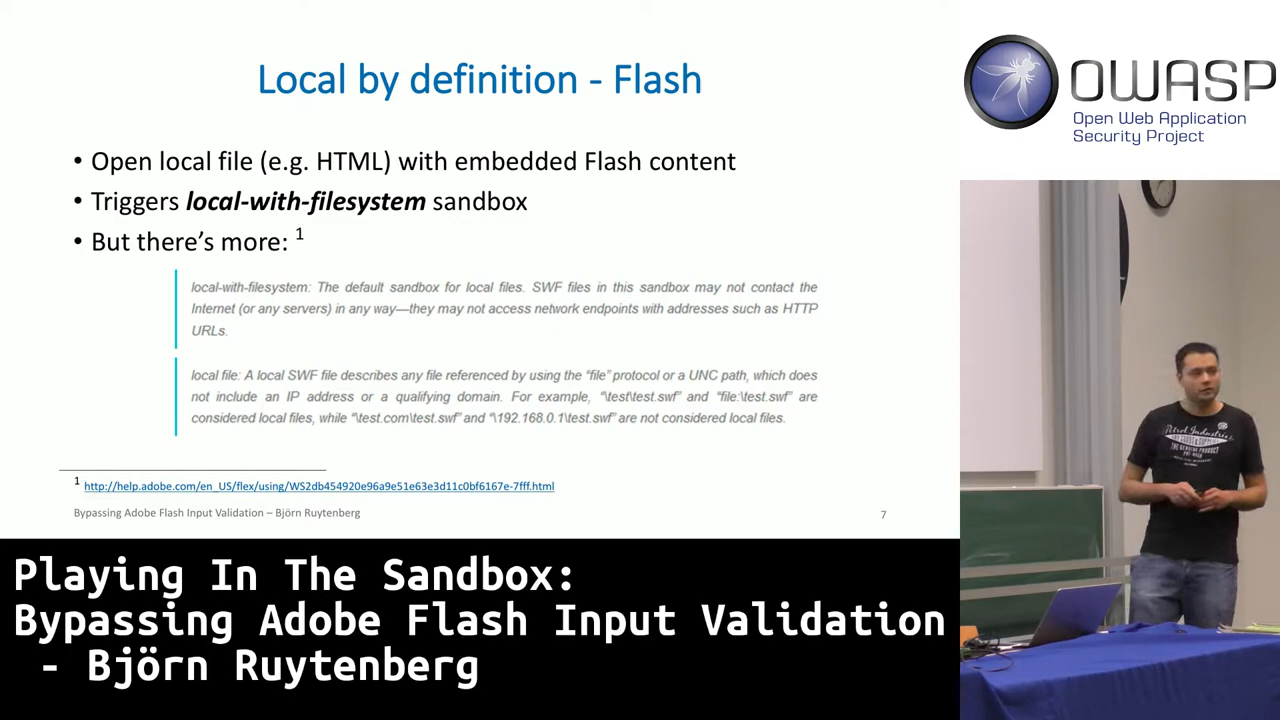 Local by definition - Flash
• Open local file (e.g. HTML) with embedded Flash content
• Triggers local-with-filesystem sandbox
• But there's more: 1
local-with-filesystem: The default sandbox for local files. SWF files in this sandbox may not contact the
Internet (or any servers) in any way—they may not access network endpoints with addresses such as HTTP
URLs.
local file: A local SWF file describes any file referenced by using the “file” protocol or a UNC path, which does
not include an IP address or a qualifying domain. For example, “\test\test.swf” and “file:\test.swf” are
considered local files, while “\test.com\test.swf” and “\192.168.0.1\test.swf” are not considered local files.
1 http://help.adobe.com/en_US/flex/using/WS2db454920e96a9e51e63e3d11c0bf6167e-7fff.html
Bypassing Adobe Flash Input Validation – Björn Ruytenberg
7
OWASP
Open Web Application
Security Project
Petrol Industries
THE GENUINE PRODUCT
Playing In The Sandbox:
Bypassing Adobe Flash Input Validation
- Björn Ruytenberg